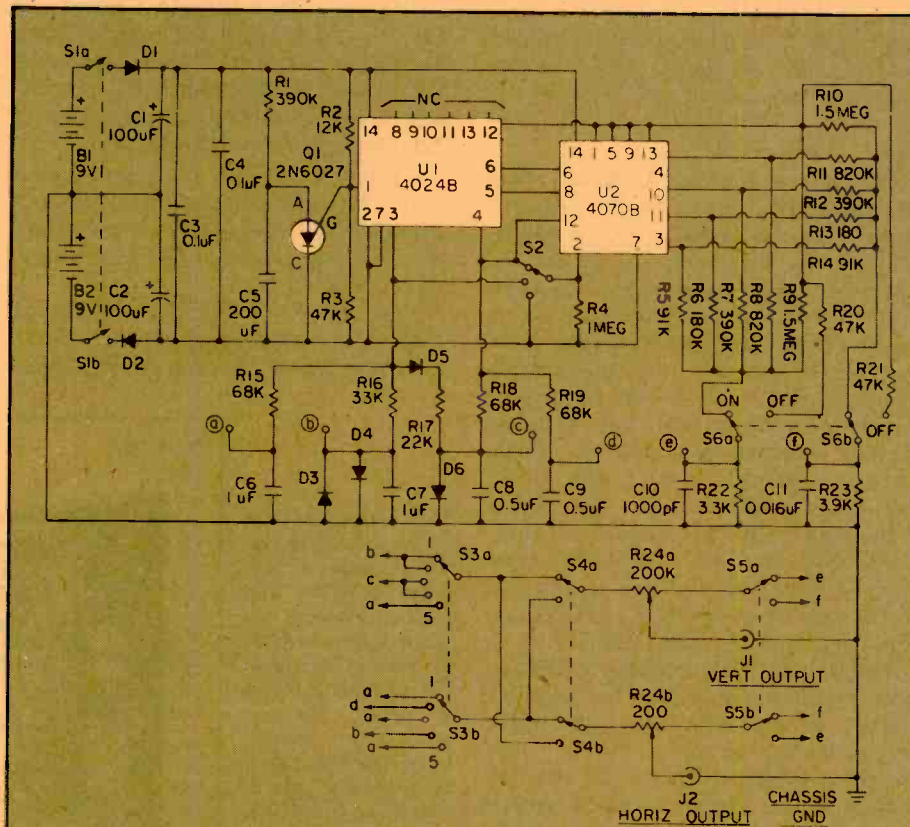 S1a
D1
B1
9V
C1
100uF
B2
9V
C2
100uF
S1b
D2
C3
0.1uF
C4
0.1uF
R1
390K
Q1
2N6027
A
G
C
C5
200
uF
R2
12K
R3
47K
NC
14 8 9 10 11 13 12
1
U1
4024B
6
5
2 7 3 4
14 1 5 9 13
6
8
12
2
U2
4070B
4
10
11
3
7
S2
R4
1MEG
R10
1.5MEG
R11 820K
R12 390K
R13 180
R14 91K
R5 91K
R6 180K
R7 390K
R8 820K
R9 1.5MEG
R20
47K
R21
47K
ON
OFF
S6a
S6b
OFF
R15
68K
a
C6
1uF
b
D3
D4
R16
33K
C7
1uF
D5
R17
22K
D6
R18
68K
c
C8
0.5uF
R19
68K
d
C9
0.5uF
e
C10
1000pF
R22
3.3K
f
C11
0.016uF
R23
3.9K
b
c
a
1
5
S3a
S4a
R24a
200K
S5a
e
f
J1
VERT OUTPUT
a
d
a
b
a
1
5
S3b
S4b
R24b
200
S5b
f
e
J2
HORIZ OUTPUT
CHASSIS
GND